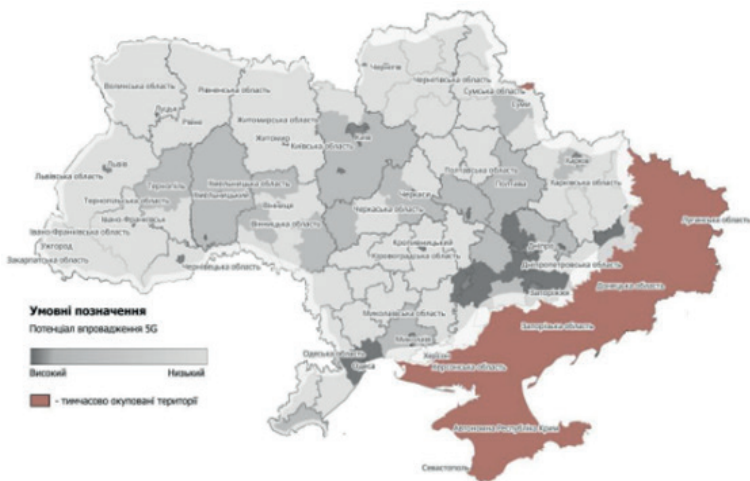 Чернігів
Чернігівська область
Волинська область
Рівненська область
Сумська область
Суми
Луцьк
Рівне
Житомирська область
Житомир
Київ
Київська область
Львів
Львівська область
Полтавська область
Полтава
Харків
Харківська область
Тернопіль
Хмельницька область
Хмельницький
Тернопільська область
Черкаси
Черкаська область
Вінниця
Вінницька область
Луганська область
Івано-Франківськ
Івано-Франківська область
Ужгород
Закарпатська область
Чернівецька область
Кропивницький
Кіровоградська область
Дніпро
Дніпропетровська область
Донецька область
Запоріжжя
Запорізька область
Миколаївська область
Миколаїв
Одеська область
Одеса
Херсон
Херсонська область
Автономна Республіка Крим
Севастополь
Умовні позначення
Потенціал впровадження 5G
Високий Низький
- тимчасово окуповані території